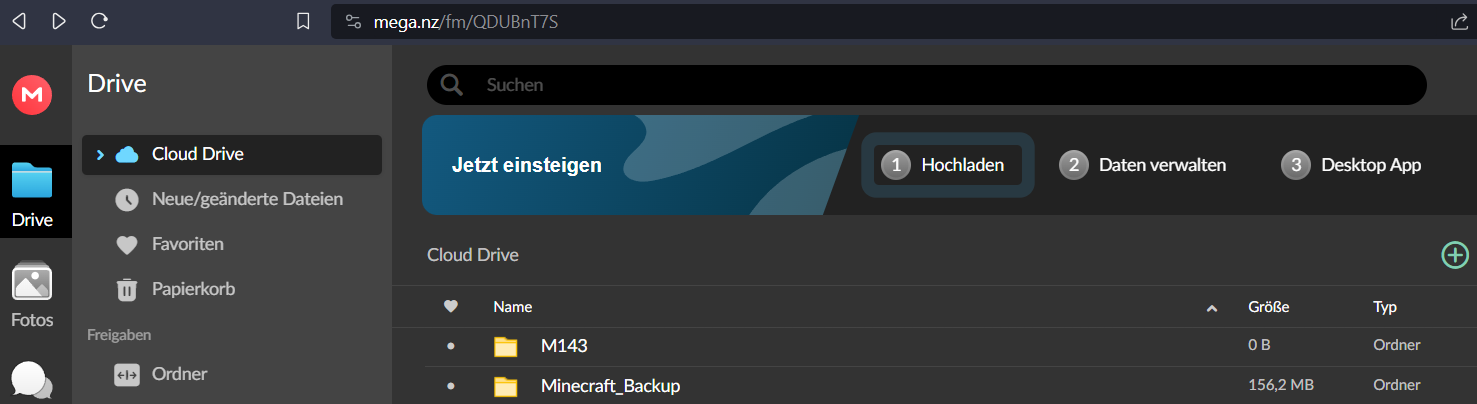 mega.nz/fm/QDUBnT7S
M
Drive
Fotos
Drive
Cloud Drive
Neue/geänderte Dateien
Favoriten
Papierkorb
Freigaben
Ordner
Suchen
Jetzt einsteigen
1 Hochladen
2 Daten verwalten
3 Desktop App
Cloud Drive
Name Größe Typ
M143 0 B Ordner
Minecraft_Backup 156,2 MB Ordner